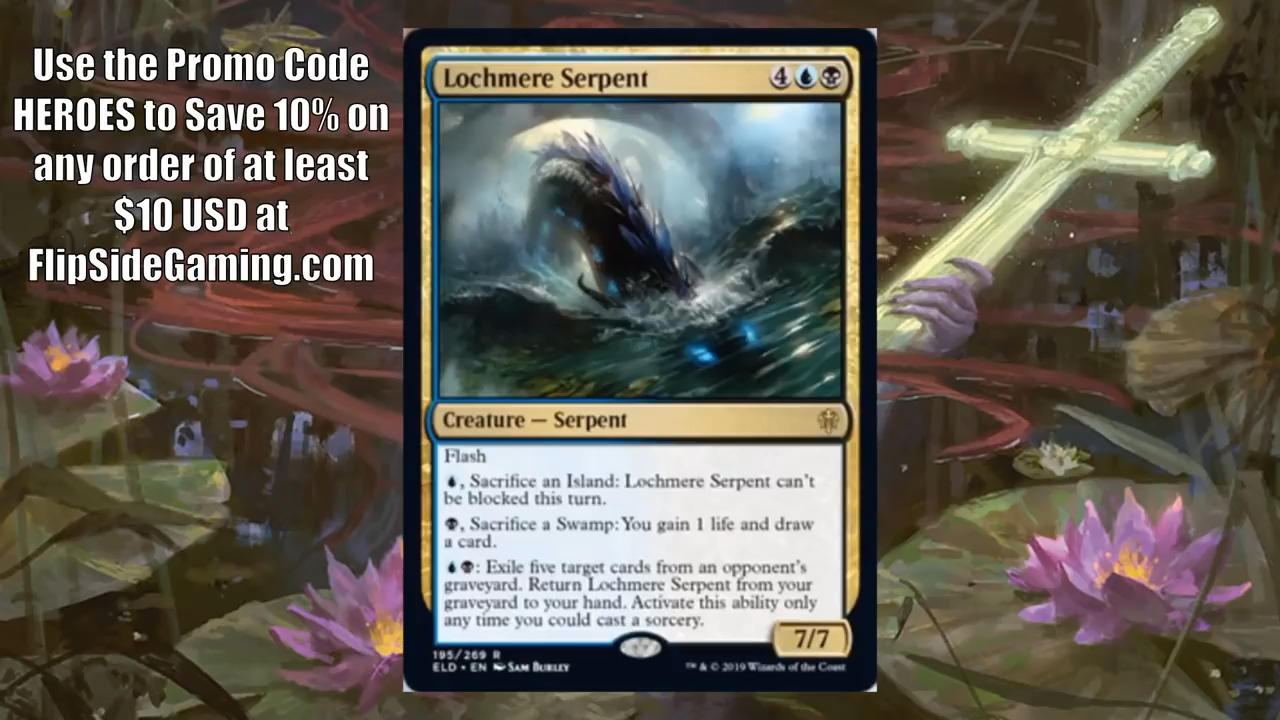 Use the Promo Code
HEROES to Save 10% on
any order of at least
$10 USD at
FlipSideGaming.com
Lochmere Serpent
4
Creature — Serpent
Flash
, Sacrifice an Island: Lochmere Serpent can't
be blocked this turn.
, Sacrifice a Swamp: You gain 1 life and draw
a card.
: Exile five target cards from an opponent's
graveyard. Return Lochmere Serpent from your
graveyard to your hand. Activate this ability only
any time you could cast a sorcery.
7/7
195/269 R
ELD • EN Sam Burley
™ & © 2019 Wizards of the Coast